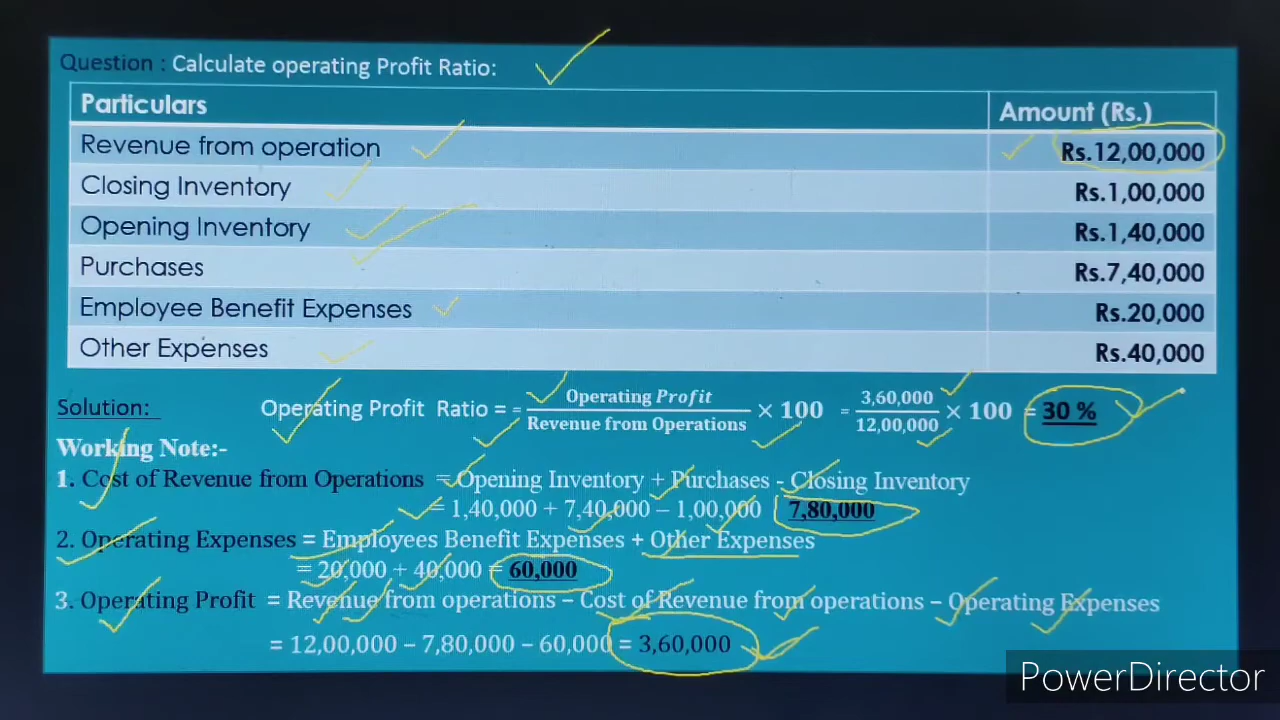 Question : Calculate operating Profit Ratio:
Particulars Amount (Rs.)
Revenue from operation Rs.12,00,000
Closing Inventory Rs.1,00,000
Opening Inventory Rs.1,40,000
Purchases Rs.7,40,000
Employee Benefit Expenses Rs.20,000
Other Expenses Rs.40,000
Solution: Operating Profit Ratio = = Operating Profit / Revenue from Operations × 100 = 3,60,000 / 12,00,000 × 100 = 30 %
Working Note:-
1. Cost of Revenue from Operations = Opening Inventory + Purchases - Closing Inventory
= 1,40,000 + 7,40,000 – 1,00,000 7,80,000
2. Operating Expenses = Employees Benefit Expenses + Other Expenses
= 20,000 + 40,000 = 60,000
3. Operating Profit = Revenue from operations – Cost of Revenue from operations – Operating Expenses
= 12,00,000 – 7,80,000 – 60,000 = 3,60,000
PowerDirector